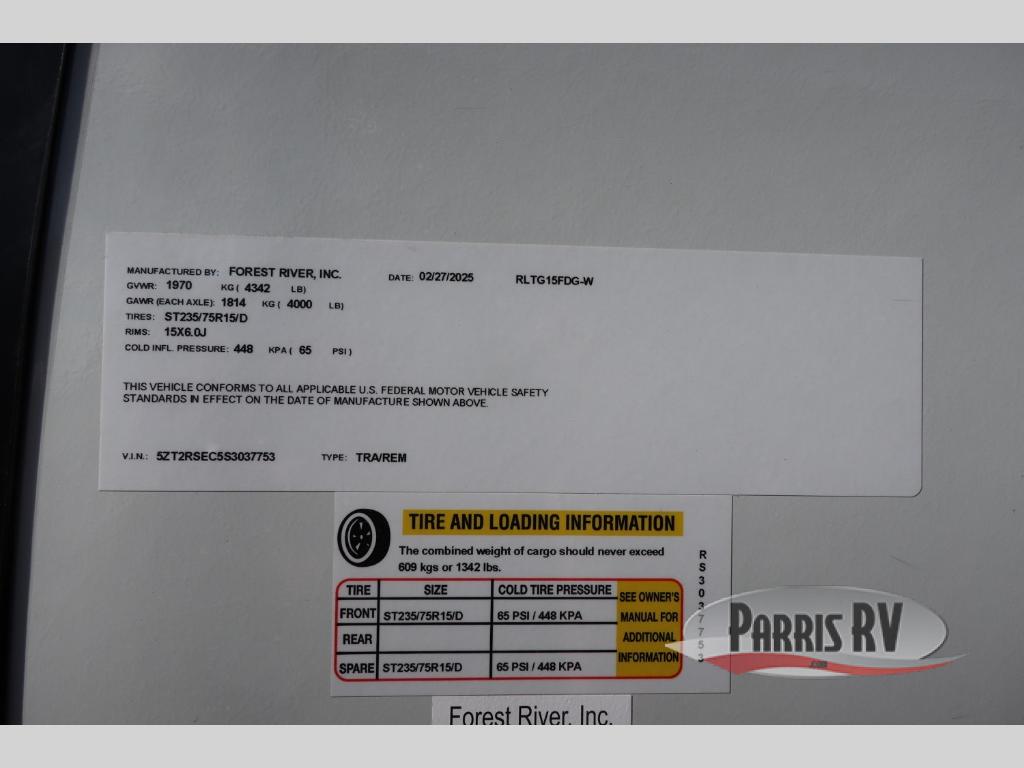 MANUFACTURED BY: FOREST RIVER, INC. DATE: 02/27/2025 RLTG15FDG-W
GVWR: 1970 KG ( 4342 LB)
GAWR (EACH AXLE): 1814 KG ( 4000 LB)
TIRES: ST235/75R15/D
RIMS: 15X6.0J
COLD INFL. PRESSURE: 448 KPA ( 65 PSI )
THIS VEHICLE CONFORMS TO ALL APPLICABLE U.S. FEDERAL MOTOR VEHICLE SAFETY
STANDARDS IN EFFECT ON THE DATE OF MANUFACTURE SHOWN ABOVE.
V.I.N.: 5ZT2RSEC5S3037753 TYPE: TRA/REM
TIRE AND LOADING INFORMATION
The combined weight of cargo should never exceed
609 kgs or 1342 lbs.
TIRE SIZE COLD TIRE PRESSURE
FRONT ST235/75R15/D 65 PSI / 448 KPA
REAR
SPARE ST235/75R15/D 65 PSI / 448 KPA
SEE OWNER'S
MANUAL FOR
ADDITIONAL
INFORMATION
RS3037753
PARRIS RV
.com
Forest River, Inc.